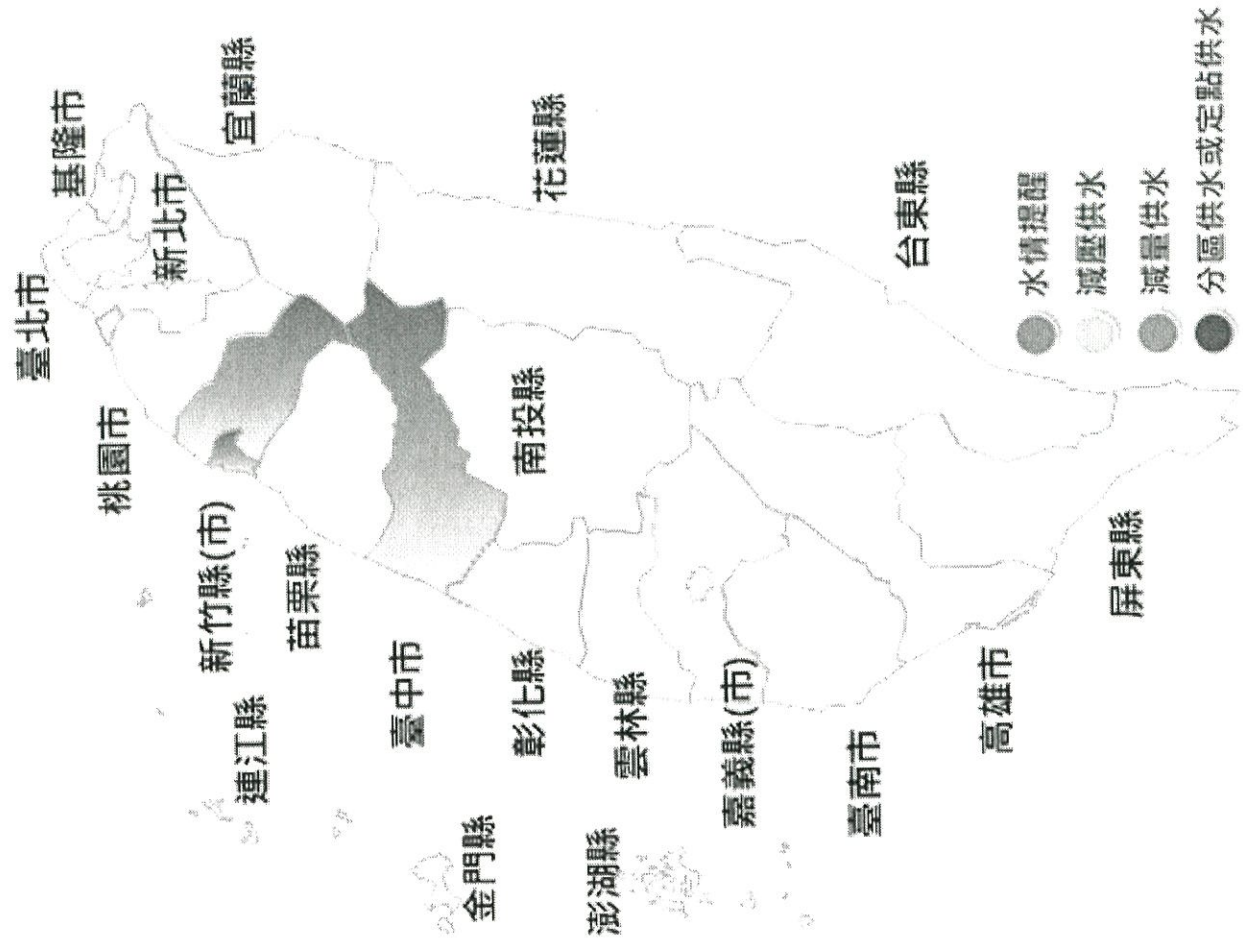 臺北市
基隆市
新北市
宜蘭縣
桃園市
新竹縣(市)
苗栗縣
連江縣
臺中市
花蓮縣
南投縣
彰化縣
金門縣
雲林縣
澎湖縣
嘉義縣(市)
臺南市
台東縣
高雄市
屏東縣
水情提醒
減壓供水
減量供水
分區供水或定點供水